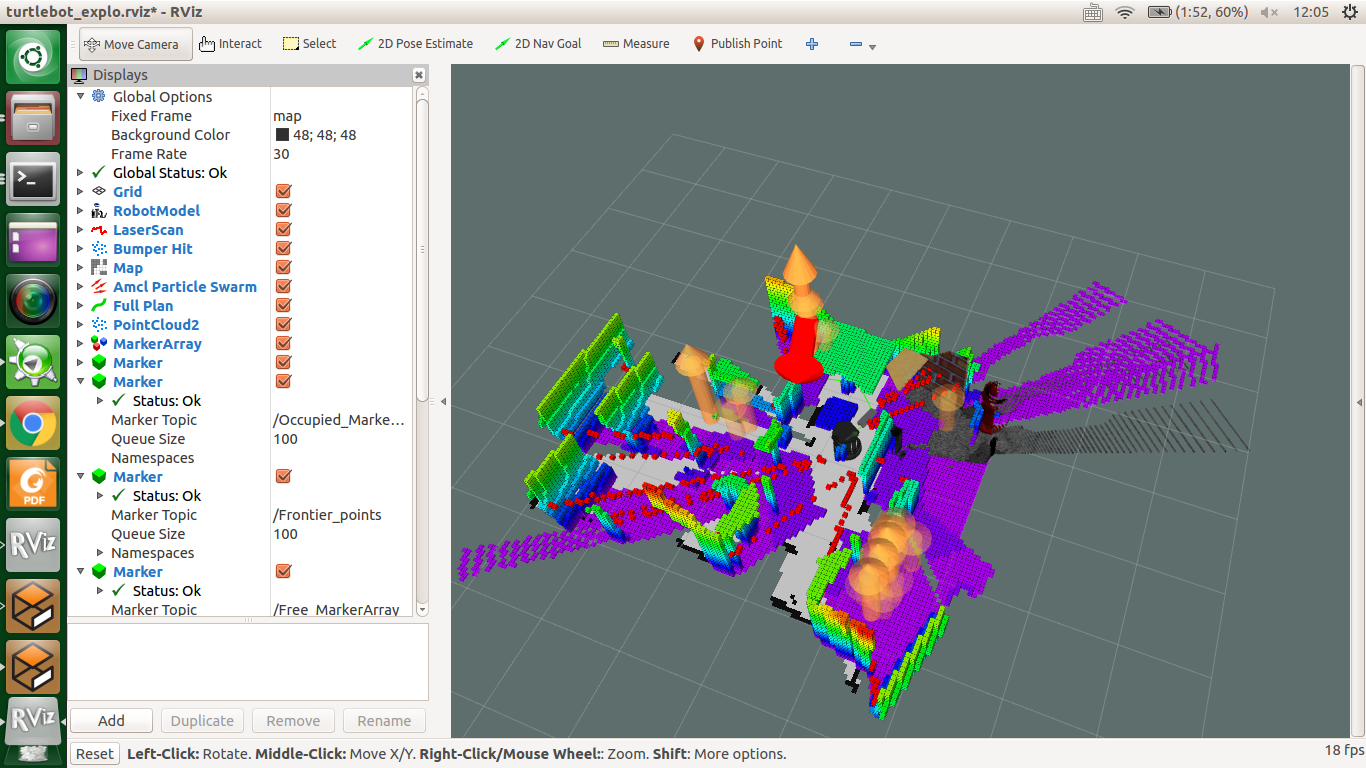 turtlebot_explo.rviz* - RViz
(1:52, 60%) 12:05
Move Camera Interact Select 2D Pose Estimate 2D Nav Goal Measure Publish Point
Displays
Global Options
Fixed Frame map
Background Color 48; 48; 48
Frame Rate 30
Global Status: Ok
Grid
RobotModel
LaserScan
Bumper Hit
Map
Amcl Particle Swarm
Full Plan
PointCloud2
MarkerArray
Marker
Marker
Status: Ok
Marker Topic /Occupied_Marke...
Queue Size 100
Namespaces
Marker
Status: Ok
Marker Topic /Frontier_points
Queue Size 100
Namespaces
Marker
Status: Ok
Marker Topic /Free_MarkerArray
Add Duplicate Remove Rename
Reset Left-Click: Rotate. Middle-Click: Move X/Y. Right-Click/Mouse Wheel:: Zoom. Shift: More options. 18 fps
PDF
RViz
RViz